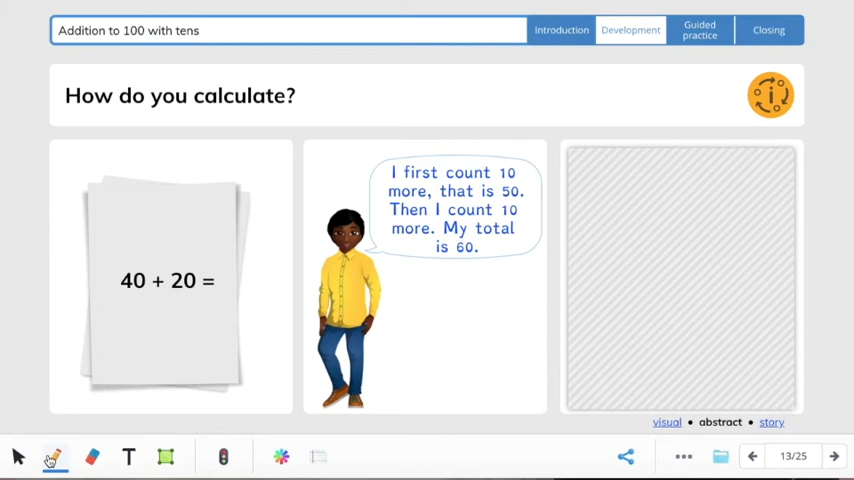 Addition to 100 with tens
Introduction
Development
Guided
practice
Closing
How do you calculate?
40 + 20 =
I first count 10
more, that is 50.
Then I count 10
more. My total
is 60.
visual • abstract • story
T
13/25